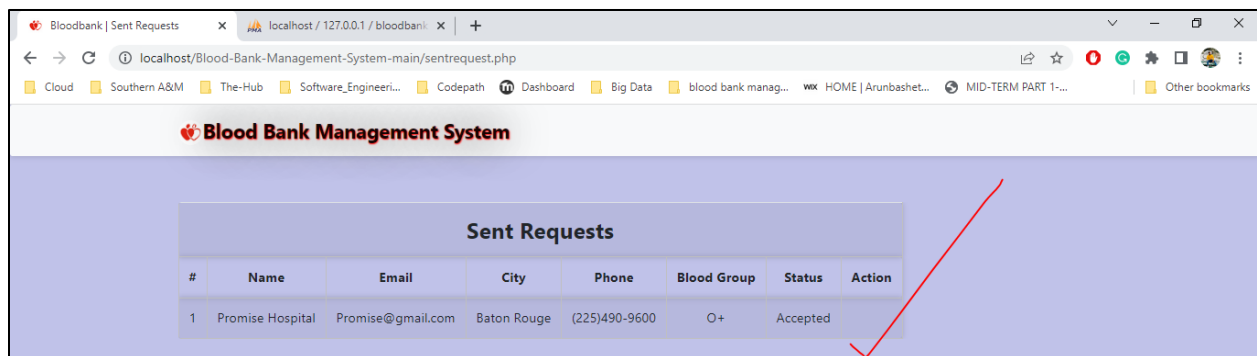 Bloodbank | Sent Requests
localhost / 127.0.0.1 / bloodbank
localhost/Blood-Bank-Management-System-main/sentrequest.php
Cloud Southern A&M The-Hub Software_Engineeri... Codepath Dashboard Big Data blood bank manag... WIX HOME | Arunbashet... MID-TERM PART 1-... Other bookmarks
Blood Bank Management System
Sent Requests
# Name Email City Phone Blood Group Status Action
1 Promise Hospital Promise@gmail.com Baton Rouge (225)490-9600 O+ Accepted